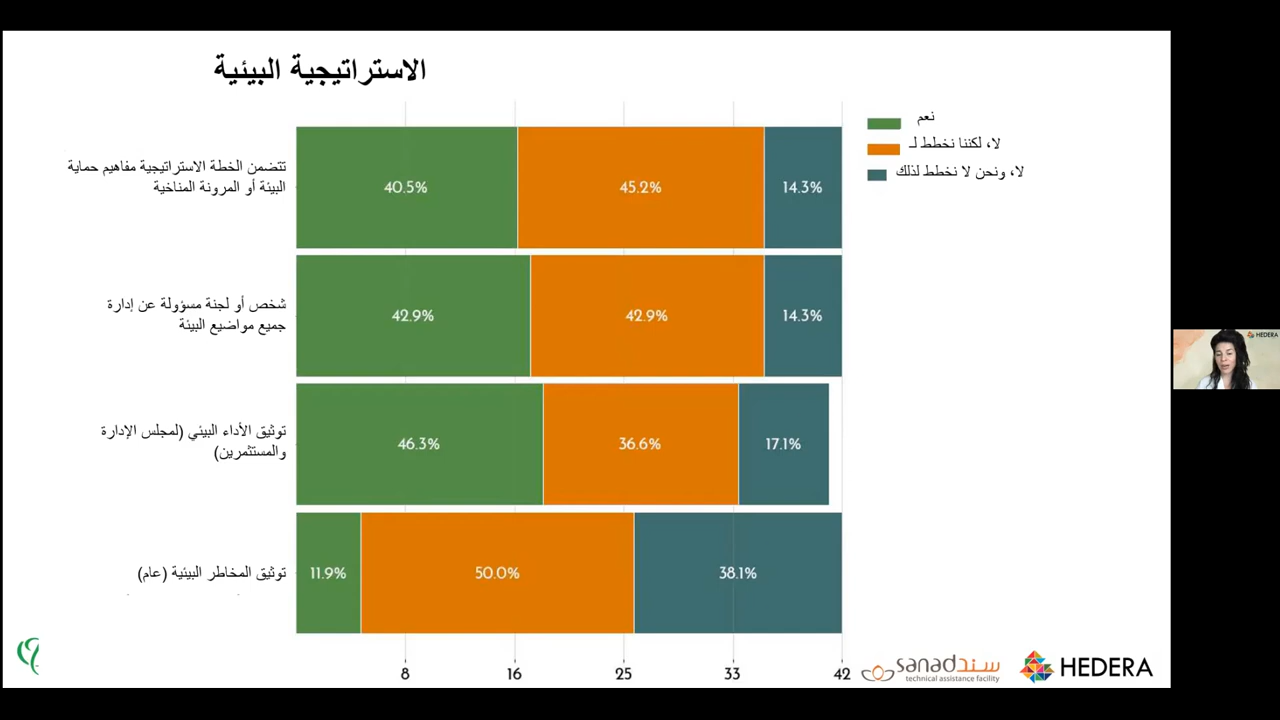 الاستراتيجية البيئية
نعم
لا، لكننا نخطط لـ
لا، ونحن لا نخطط لذلك
تتضمن الخطة الاستراتيجية مفاهيم حماية
البيئة أو المرونة المناخية
40.5% 45.2% 14.3%
شخص أو لجنة مسؤولة عن إدارة
جميع مواضيع البيئة
42.9% 42.9% 14.3%
توثيق الأداء البيئي (لمجلس الإدارة
والمستثمرين)
46.3% 36.6% 17.1%
توثيق المخاطر البيئية (عام)
11.9% 50.0% 38.1%
8 16 25 33 42
sanad سند
technical assistance facility
HEDERA
HEDERA